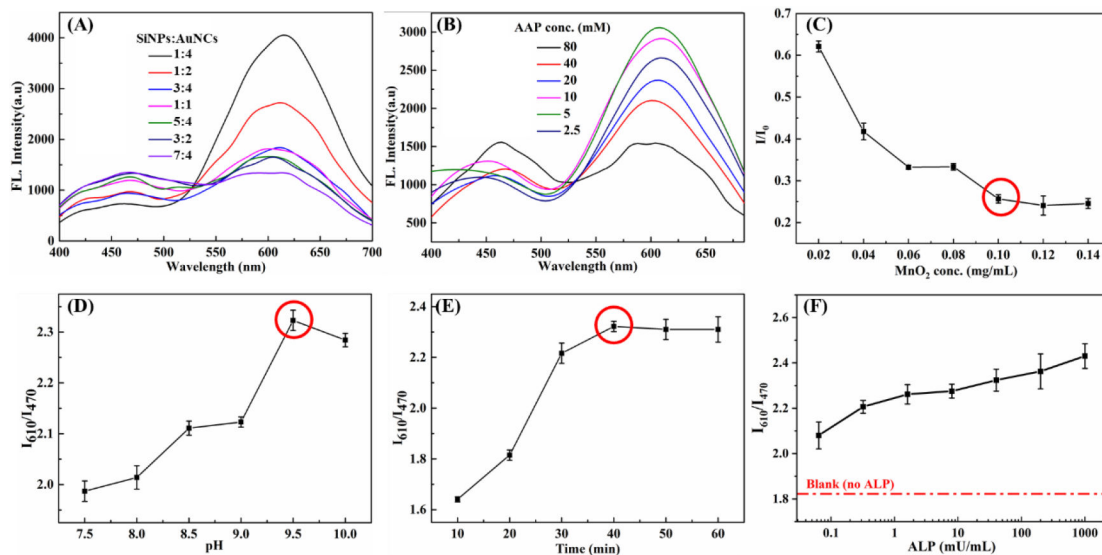 (A)
SiNPs:AuNCs
1:4
1:2
3:4
1:1
5:4
3:2
7:4
FL. Intensity(a.u)
4000
3000
2000
1000
0
400 450 500 550 600 650 700
Wavelength (nm)
(B)
AAP conc. (mM)
80
40
20
10
5
2.5
FL. Intensity(a.u)
3000
2500
2000
1500
1000
500
400 450 500 550 600 650
Wavelength (nm)
(C)
I/I0
0.7
0.6
0.5
0.4
0.3
0.2
0.02 0.04 0.06 0.08 0.10 0.12 0.14
MnO2 conc. (mg/mL)
(D)
I610/I470
2.3
2.2
2.1
2.0
7.5 8.0 8.5 9.0 9.5 10.0
pH
(E)
I610/I470
2.4
2.2
2.0
1.8
1.6
10 20 30 40 50 60
Time (min)
(F)
I610/I470
2.6
2.4
2.2
2.0
1.8
Blank (no ALP)
0.1 1 10 100 1000
ALP (mU/mL)